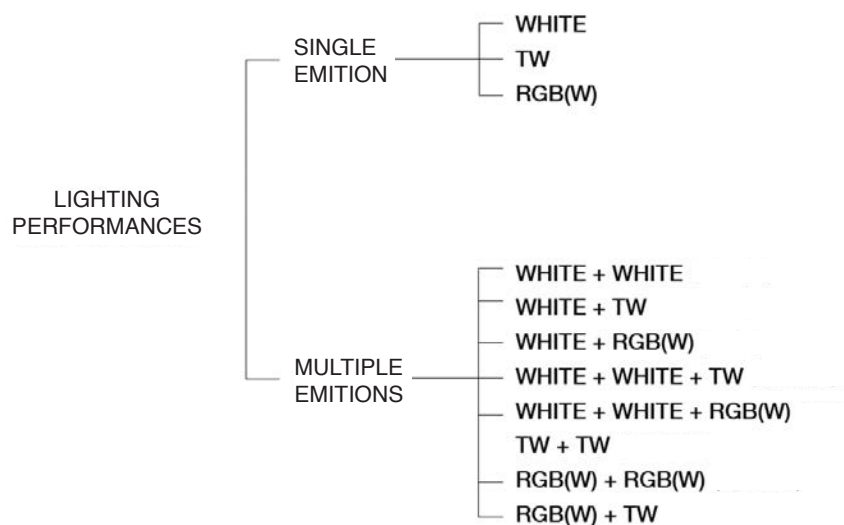 LIGHTING
PERFORMANCES
SINGLE
EMITION
WHITE
TW
RGB(W)
MULTIPLE
EMITIONS
WHITE + WHITE
WHITE + TW
WHITE + RGB(W)
WHITE + WHITE + TW
WHITE + WHITE + RGB(W)
TW + TW
RGB(W) + RGB(W)
RGB(W) + TW